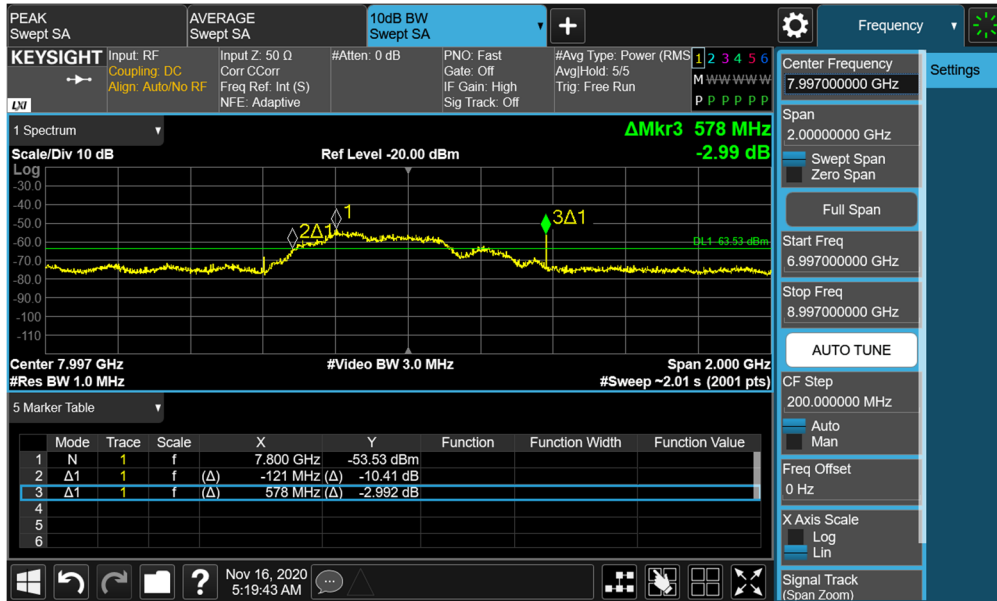 PEAK
Swept SA
AVERAGE
Swept SA
10dB BW
Swept SA
Frequency
KEYSIGHT
LXI
Input: RF
Coupling: DC
Align: Auto/No RF
Input Z: 50 Ω
Corr CCorr
Freq Ref: Int (S)
NFE: Adaptive
#Atten: 0 dB
PNO: Fast
Gate: Off
IF Gain: High
Sig Track: Off
#Avg Type: Power (RMS
Avg|Hold: 5/5
Trig: Free Run
1 2 3 4 5 6
M W W W W W
P P P P P P
1 Spectrum
Scale/Div 10 dB
Ref Level -20.00 dBm
ΔMkr3 578 MHz
-2.99 dB
Log
-30.0
-40.0
-50.0
-60.0
-70.0
-80.0
-90.0
-100
-110
1
2Δ1
3Δ1
DL1 -63.53 dBm
Center 7.997 GHz
#Video BW 3.0 MHz
Span 2.000 GHz
#Res BW 1.0 MHz
#Sweep ~2.01 s (2001 pts)
5 Marker Table
Mode Trace Scale X Y Function Function Width Function Value
1 N 1 f 7.800 GHz -53.53 dBm
2 Δ1 1 f (Δ) -121 MHz (Δ) -10.41 dB
3 Δ1 1 f (Δ) 578 MHz (Δ) -2.992 dB
4
5
6
?
Nov 16, 2020
5:19:43 AM
Center Frequency
7.997000000 GHz
Span
2.00000000 GHz
Swept Span
Zero Span
Full Span
Start Freq
6.997000000 GHz
Stop Freq
8.997000000 GHz
AUTO TUNE
CF Step
200.000000 MHz
Auto
Man
Freq Offset
0 Hz
X Axis Scale
Log
Lin
Signal Track
(Span Zoom)
Settings